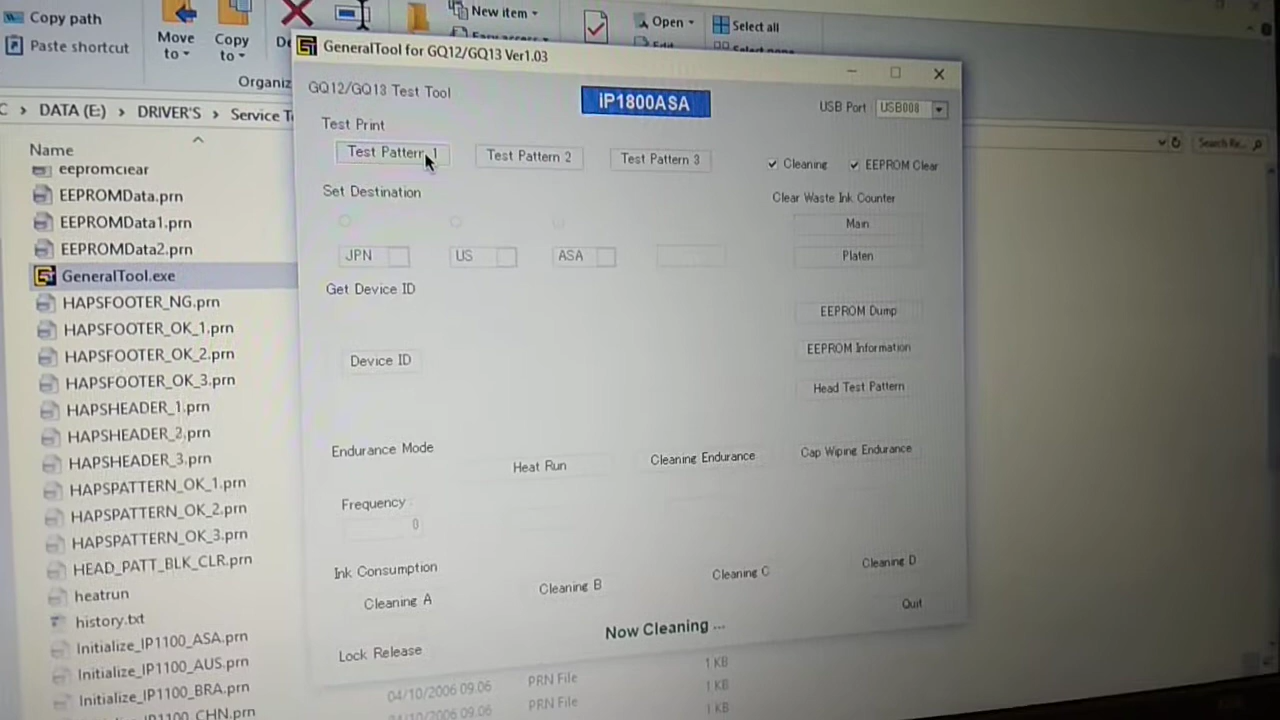 Copy path
Paste shortcut
Move to
Copy to
New item
Open
Select all
Organiz
DATA (E:) > DRIVER'S > Service T
Search Re...
Name
eepromclear
EEPROMData.prn
EEPROMData1.prn
EEPROMData2.prn
GeneralTool.exe
HAPSFOOTER_NG.prn
HAPSFOOTER_OK_1.prn
HAPSFOOTER_OK_2.prn
HAPSFOOTER_OK_3.prn
HAPSHEADER_1.prn
HAPSHEADER_2.prn
HAPSHEADER_3.prn
HAPSPATTERN_OK_1.prn
HAPSPATTERN_OK_2.prn
HAPSPATTERN_OK_3.prn
HEAD_PATT_BLK_CLR.prn
heatrun
history.txt
Initialize_IP1100_ASA.prn
Initialize_IP1100_AUS.prn
Initialize_IP1100_BRA.prn
GeneralTool for GQ12/GQ13 Ver1.03
GQ12/GQ13 Test Tool
IP1800ASA
USB Port USB008
Test Print
Test Pattern 1
Test Pattern 2
Test Pattern 3
Cleaning
EEPROM Clear
Set Destination
JPN
US
ASA
Clear Waste Ink Counter
Main
Platen
Get Device ID
Device ID
EEPROM Dump
EEPROM Information
Head Test Pattern
Endurance Mode
Heat Run
Cleaning Endurance
Cap Wiping Endurance
Frequency :
0
Ink Consumption
Cleaning A
Cleaning B
Cleaning C
Cleaning D
Quit
Now Cleaning ...
Lock Release
04/10/2006 09.06 PRN File 1 KB
04/10/2006 09.06 PRN File 1 KB
1 KB